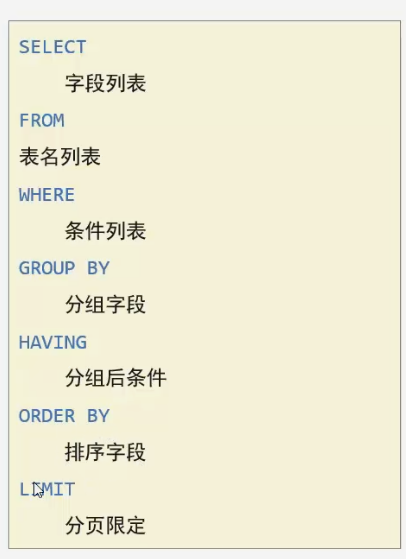 SELECT
字段列表
FROM
表名列表
WHERE
条件列表
GROUP BY
分组字段
HAVING
分组后条件
ORDER BY
排序字段
LIMIT
分页限定